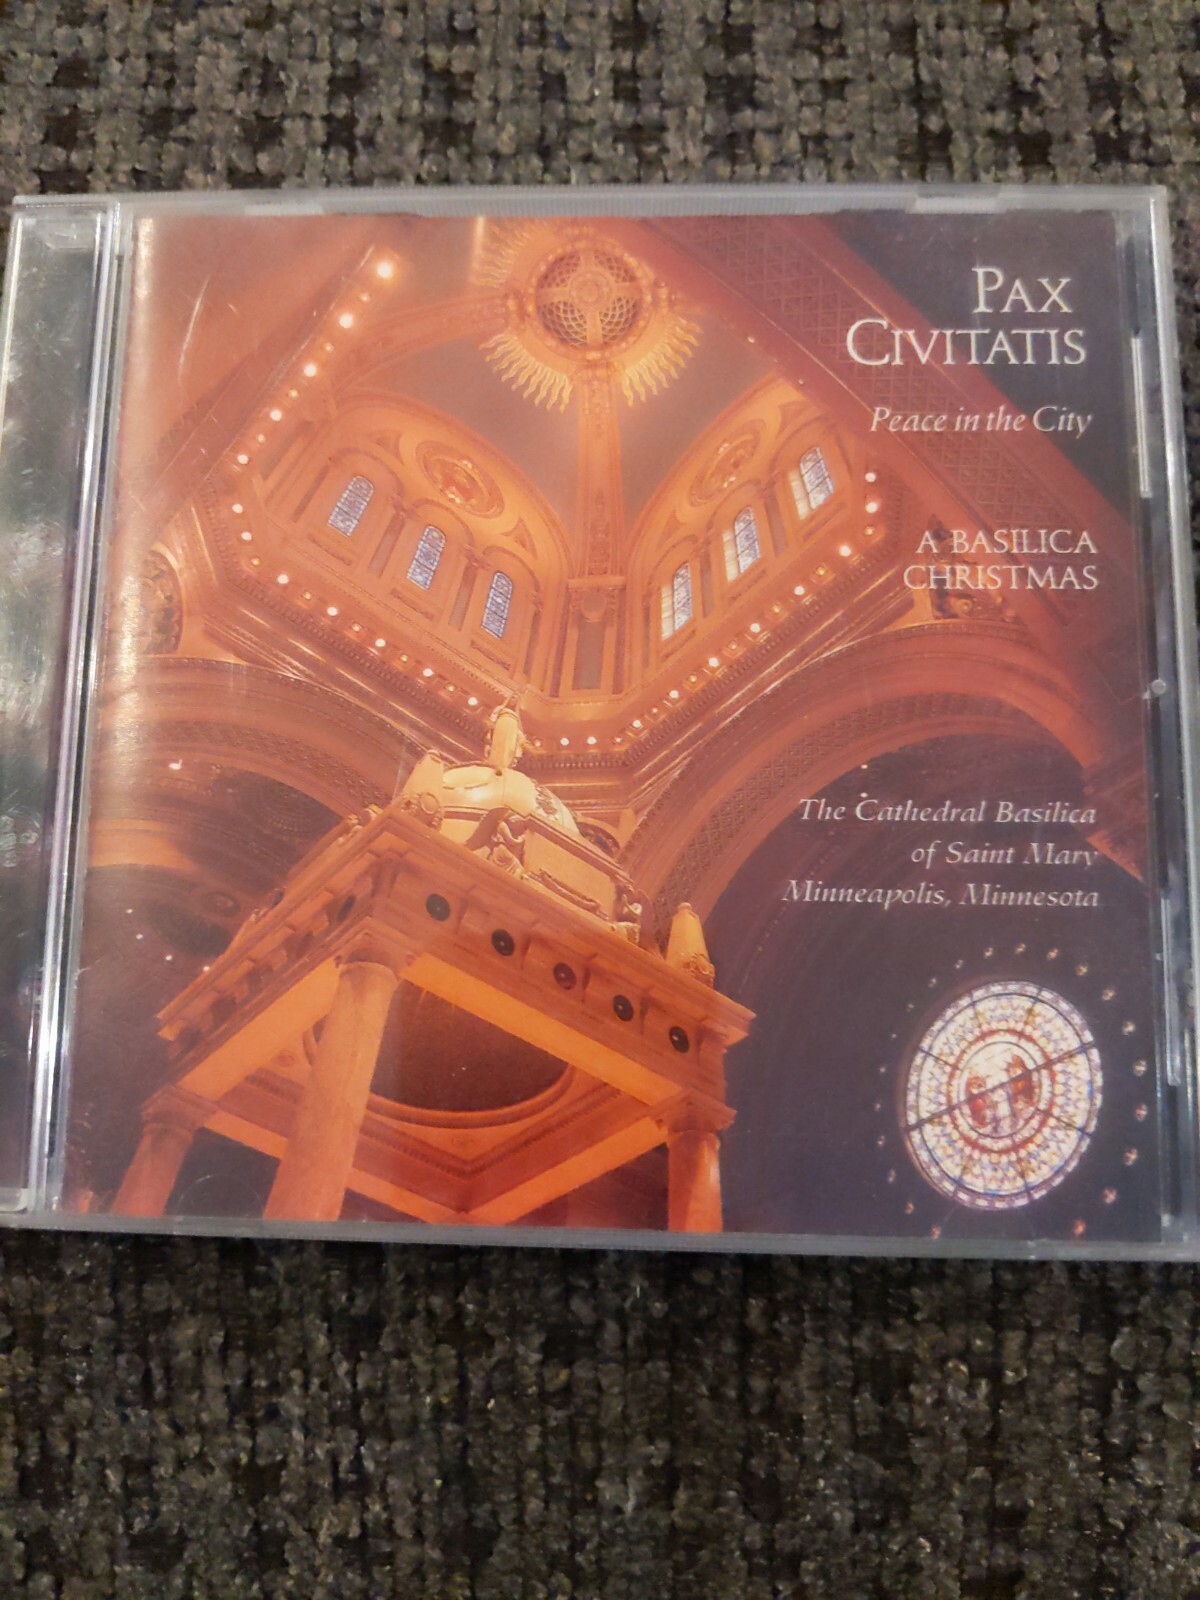 PAX
CIVITATIS
Peace in the City
A BASILICA
CHRISTMAS
The Cathedral Basilica
of Saint Mary
Minneapolis, Minnesota